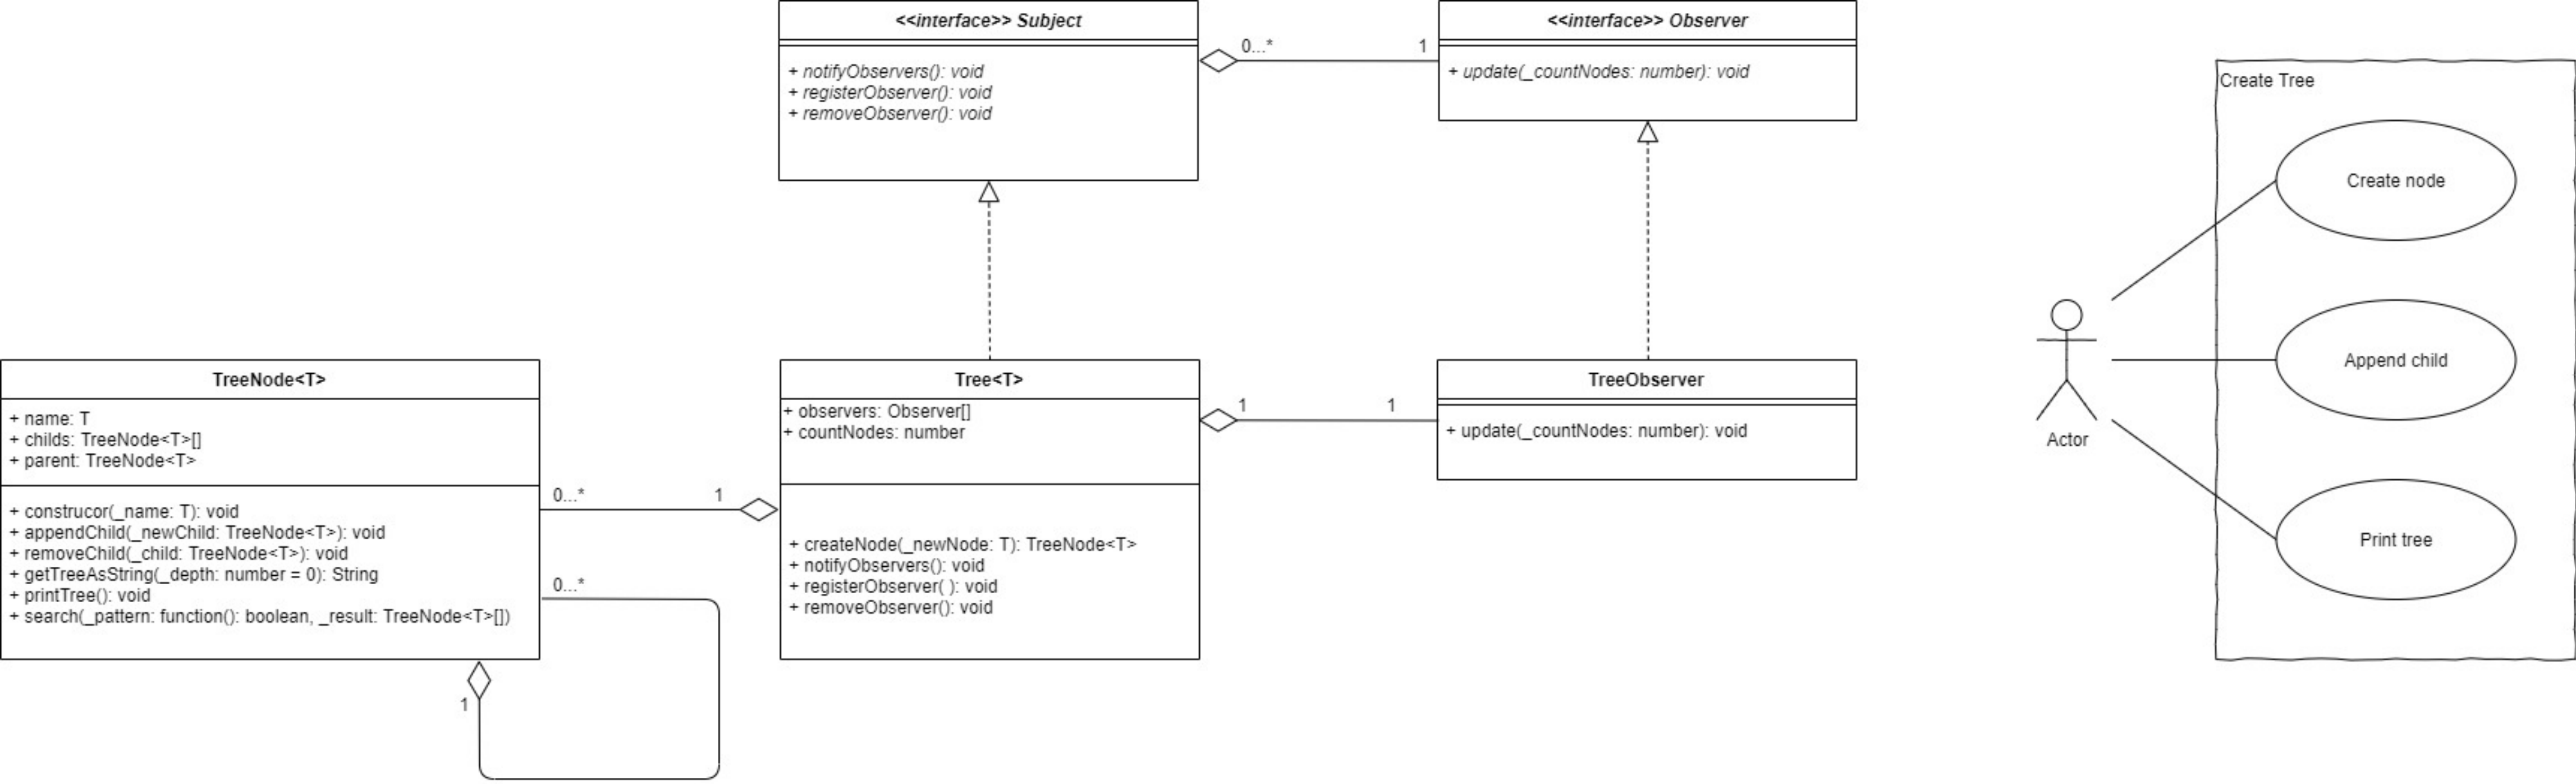 <<interface>> Subject
+ notifyObservers(): void
+ registerObserver(): void
+ removeObserver(): void
0...*
1
<<interface>> Observer
+ update(_countNodes: number): void
TreeNode<T>
+ name: T
+ childs: TreeNode<T>[]
+ parent: TreeNode<T>
+ construcor(_name: T): void
+ appendChild(_newChild: TreeNode<T>): void
+ removeChild(_child: TreeNode<T>): void
+ getTreeAsString(_depth: number = 0): String
+ printTree(): void
+ search(_pattern: function(): boolean, _result: TreeNode<T>[])
0...*
1
0...*
1
Tree<T>
+ observers: Observer[]
+ countNodes: number
+ createNode(_newNode: T): TreeNode<T>
+ notifyObservers(): void
+ registerObserver( ): void
+ removeObserver(): void
1
1
TreeObserver
+ update(_countNodes: number): void
Actor
Create Tree
Create node
Append child
Print tree